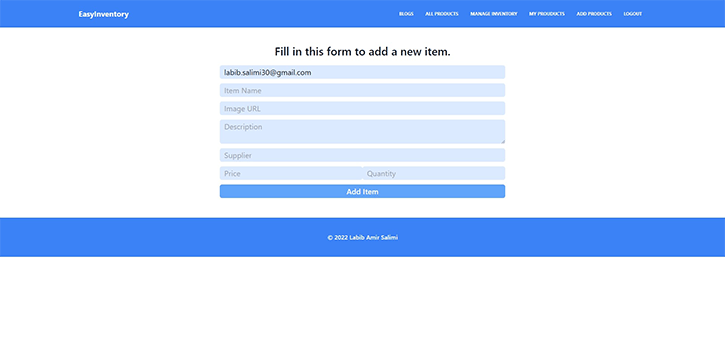 EasyInventory BLOGS ALL PRODUCTS MANAGE INVENTORY MY PROUDUCTS ADD PRODUCTS LOGOUT
Fill in this form to add a new item.
labib.salimi30@gmail.com
Item Name
Image URL
Description
Supplier
Price Quantity
Add Item
© 2022 Labib Amir Salimi